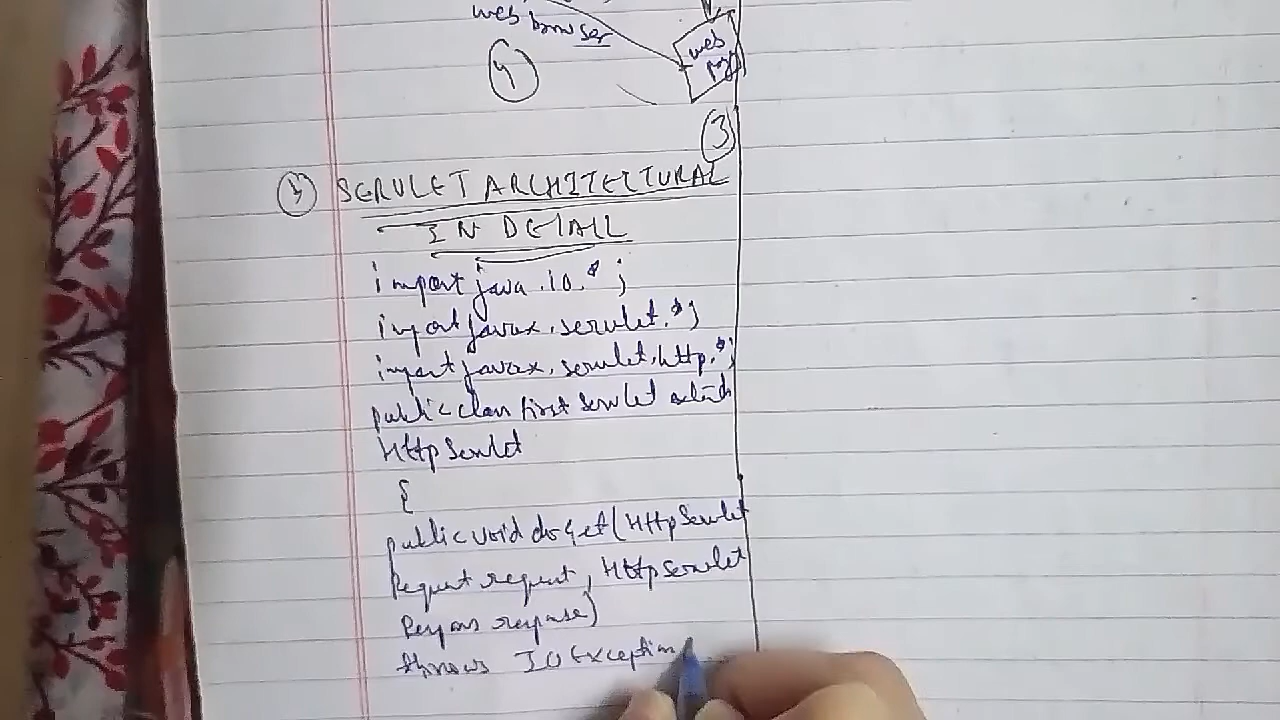 web browser
web
4
3
3 SERVLET ARCHITECTURAL
IN DETAIL
import java.io.*;
import javax.servlet.*;
import javax.servlet.http.*;
public class First Servlet extends
HttpServlet
{
public void doGet(HttpServlet
Request request, HttpServlet
Respons response)
throws IOException